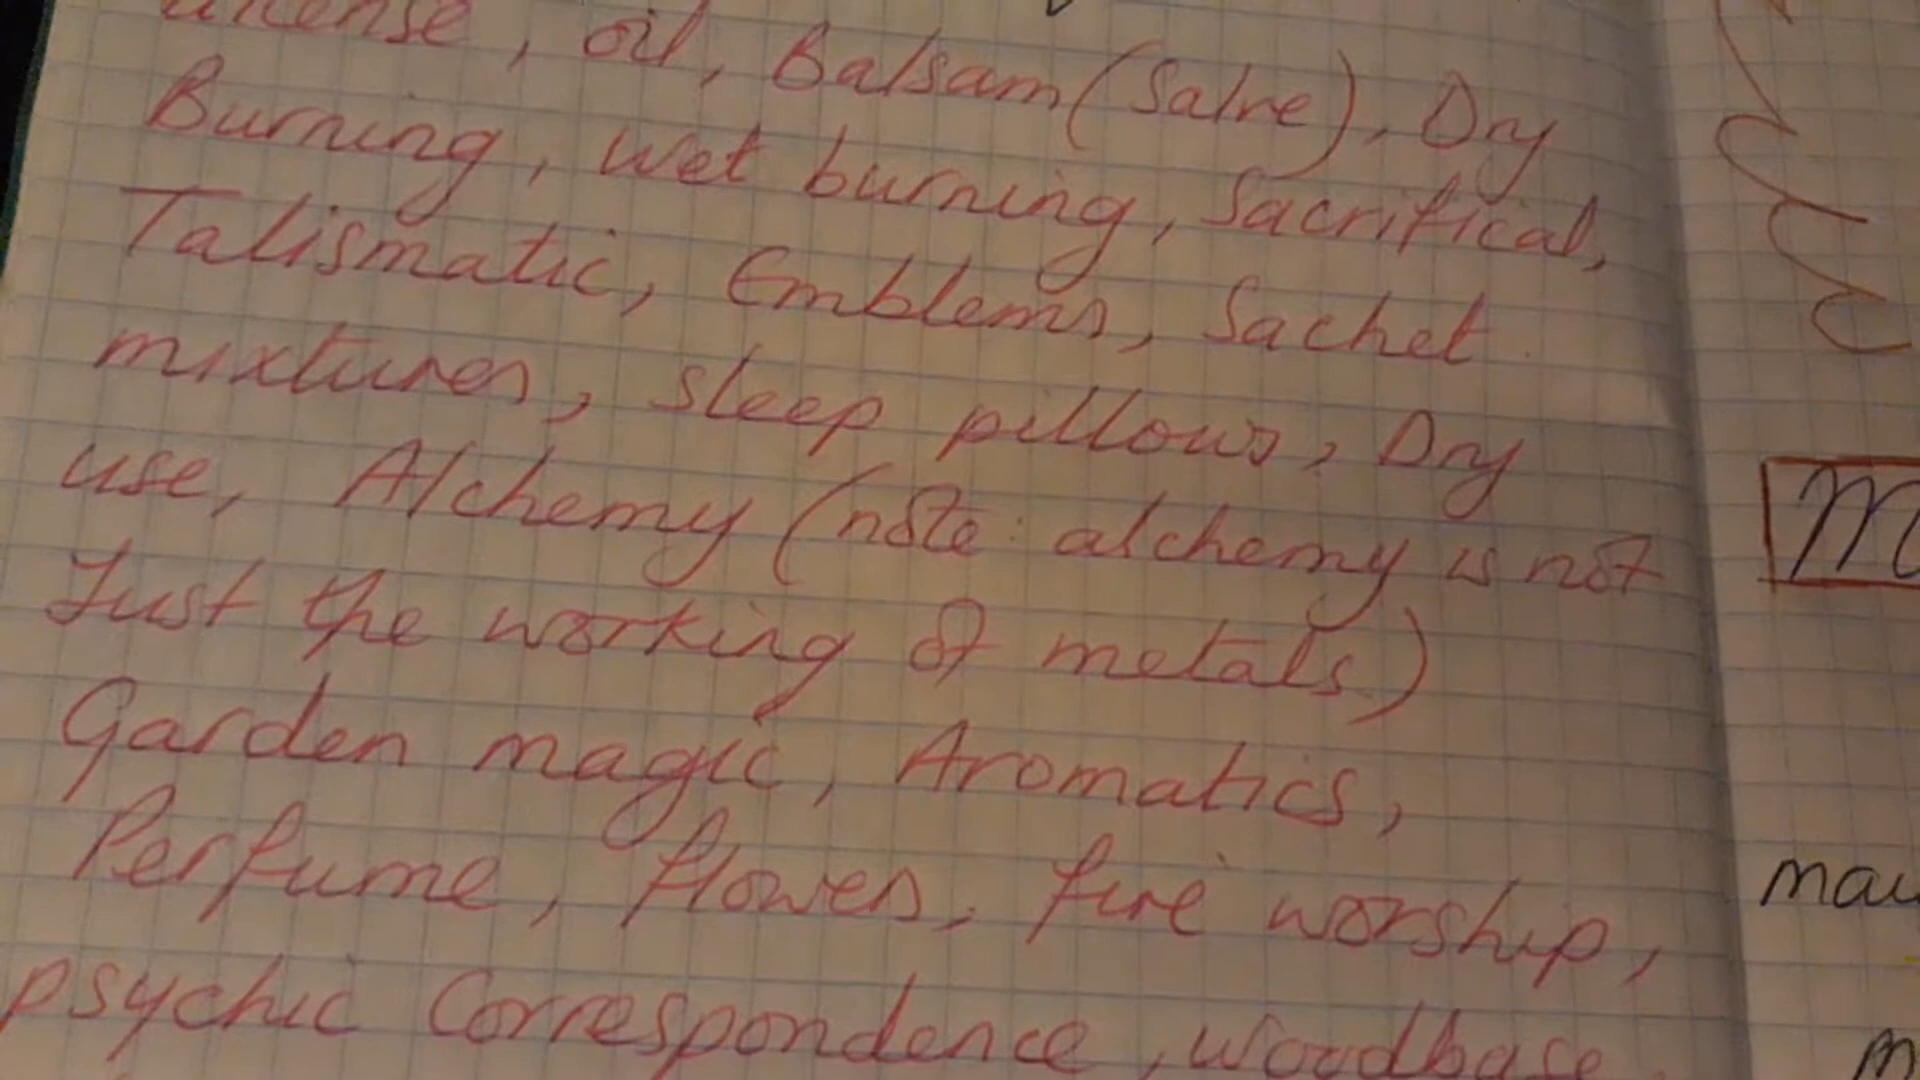 incense, oil, Balsam (Salve), Dry
Burning, wet burning, Sacrifical,
Talismatic, Emblems, Sachet
mixtures, sleep pillows, Dry
use, Alchemy (note: alchemy is not
Just the working of metals)
Garden magic, Aromatics,
Perfume, flowers, fire worship,
psychic Correspondence, Woodbase